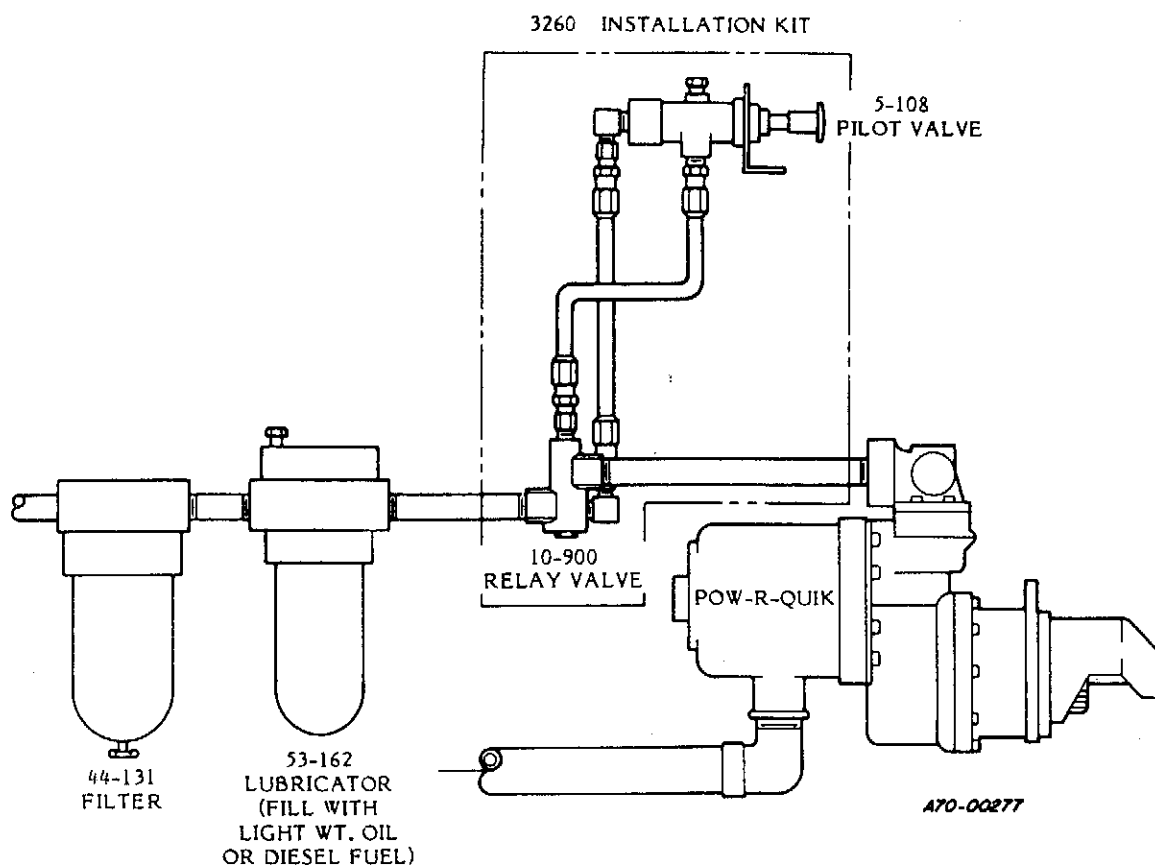 3260 INSTALLATION KIT
5-108
PILOT VALVE
10-900
RELAY VALVE
POW-R-QUIK
44-131
FILTER
53-162
LUBRICATOR
(FILL WITH
LIGHT WT. OIL
OR DIESEL FUEL)
A70-00277